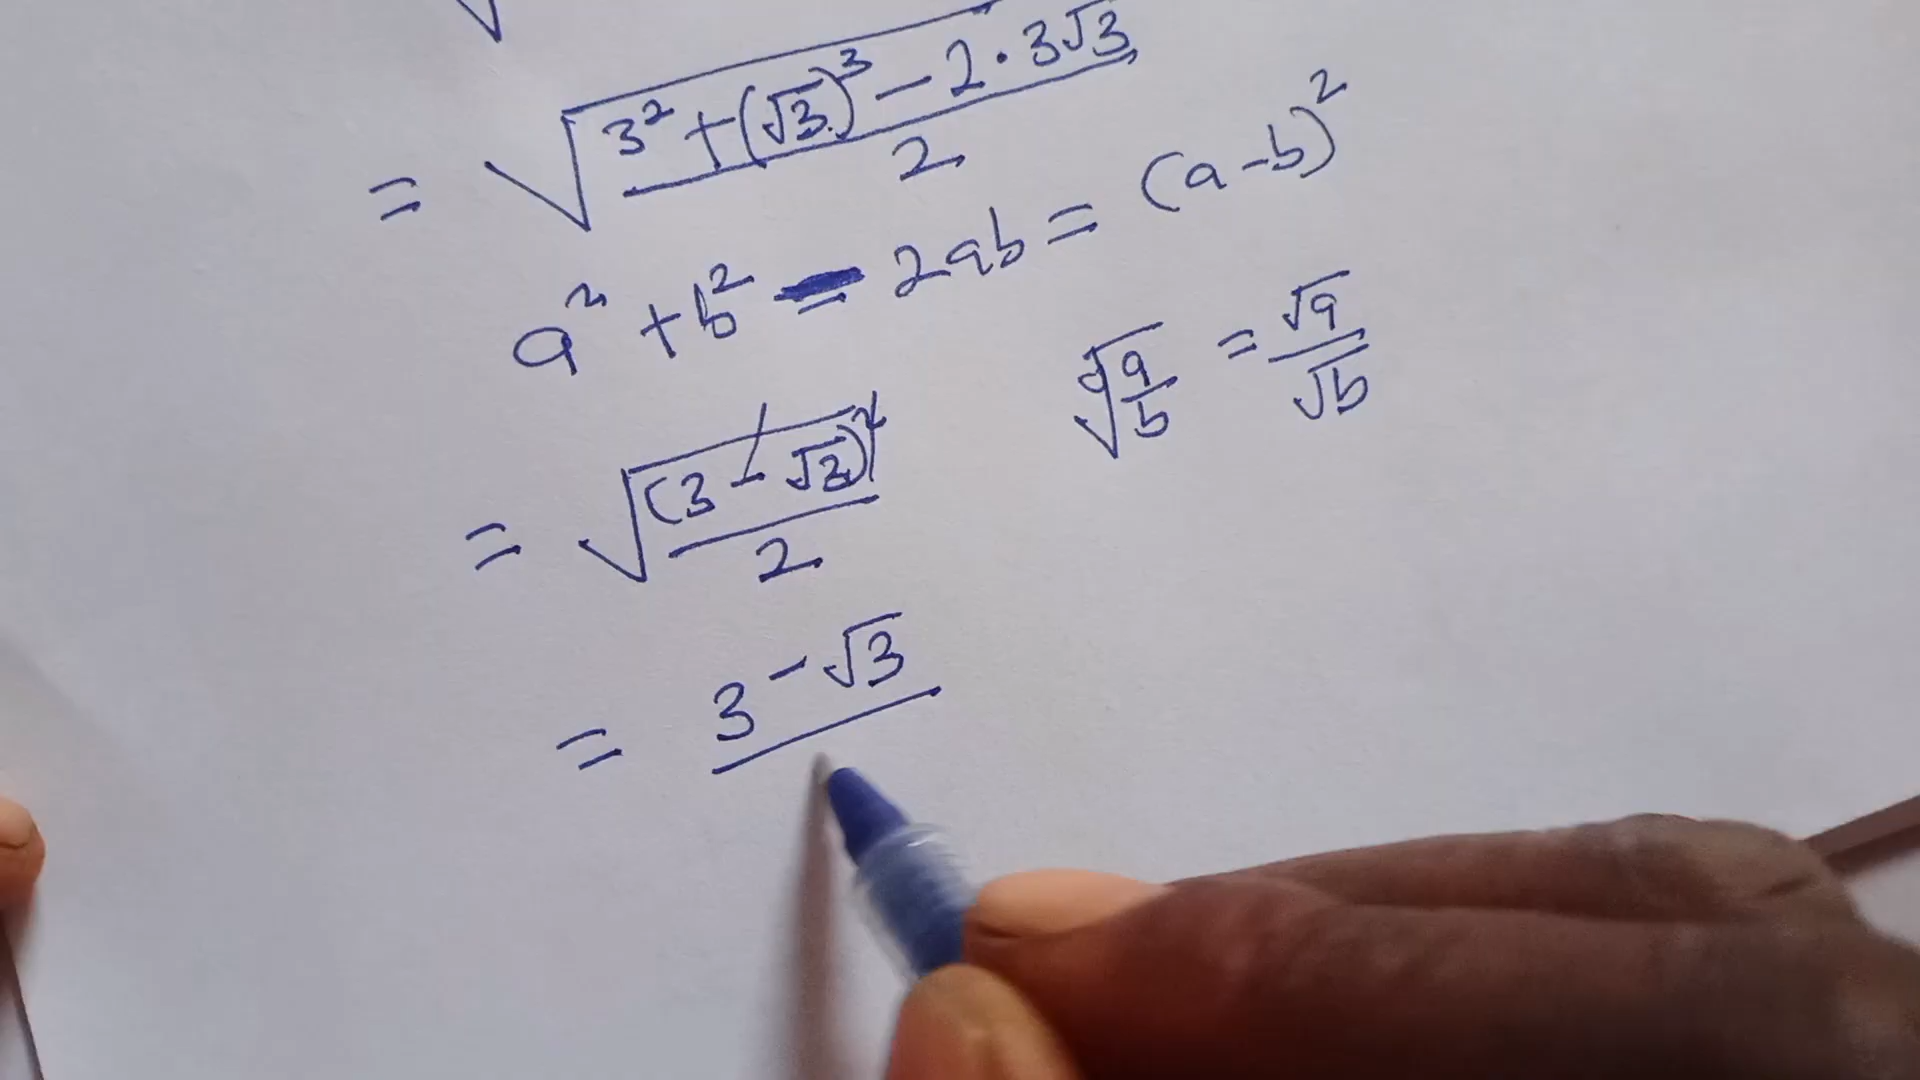 = √((3² + (√3)³ - 2 · 3√3)/2)
a² + b² - 2ab = (a - b)²
√(a/b) = √a/√b
= √((3 - √3)²/2)
= 3 - √3